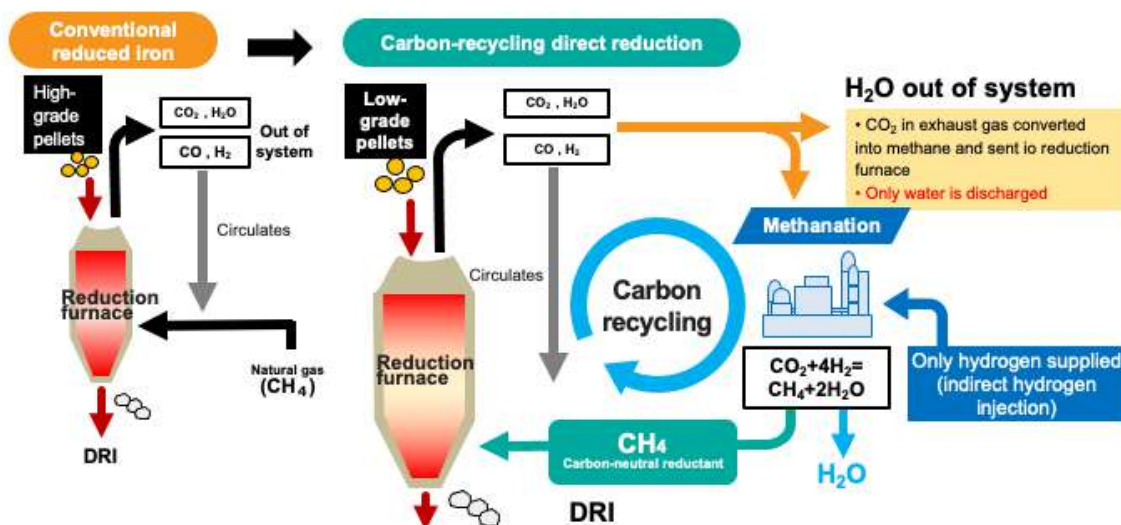 Conventional
reduced iron
Carbon-recycling direct reduction
High-
grade
pellets
CO₂ , H₂O
CO , H₂
Out of
system
Circulates
Reduction
furnace
Natural gas
(CH₄)
DRI
Low-
grade
pellets
CO₂ , H₂O
CO , H₂
Circulates
Reduction
furnace
Carbon
recycling
H₂O out of system
• CO₂ in exhaust gas converted
into methane and sent io reduction
furnace
• Only water is discharged
Methanation
CO₂+4H₂=
CH₄+2H₂O
Only hydrogen supplied
(indirect hydrogen
injection)
CH₄
Carbon-neutral reductant
H₂O
DRI